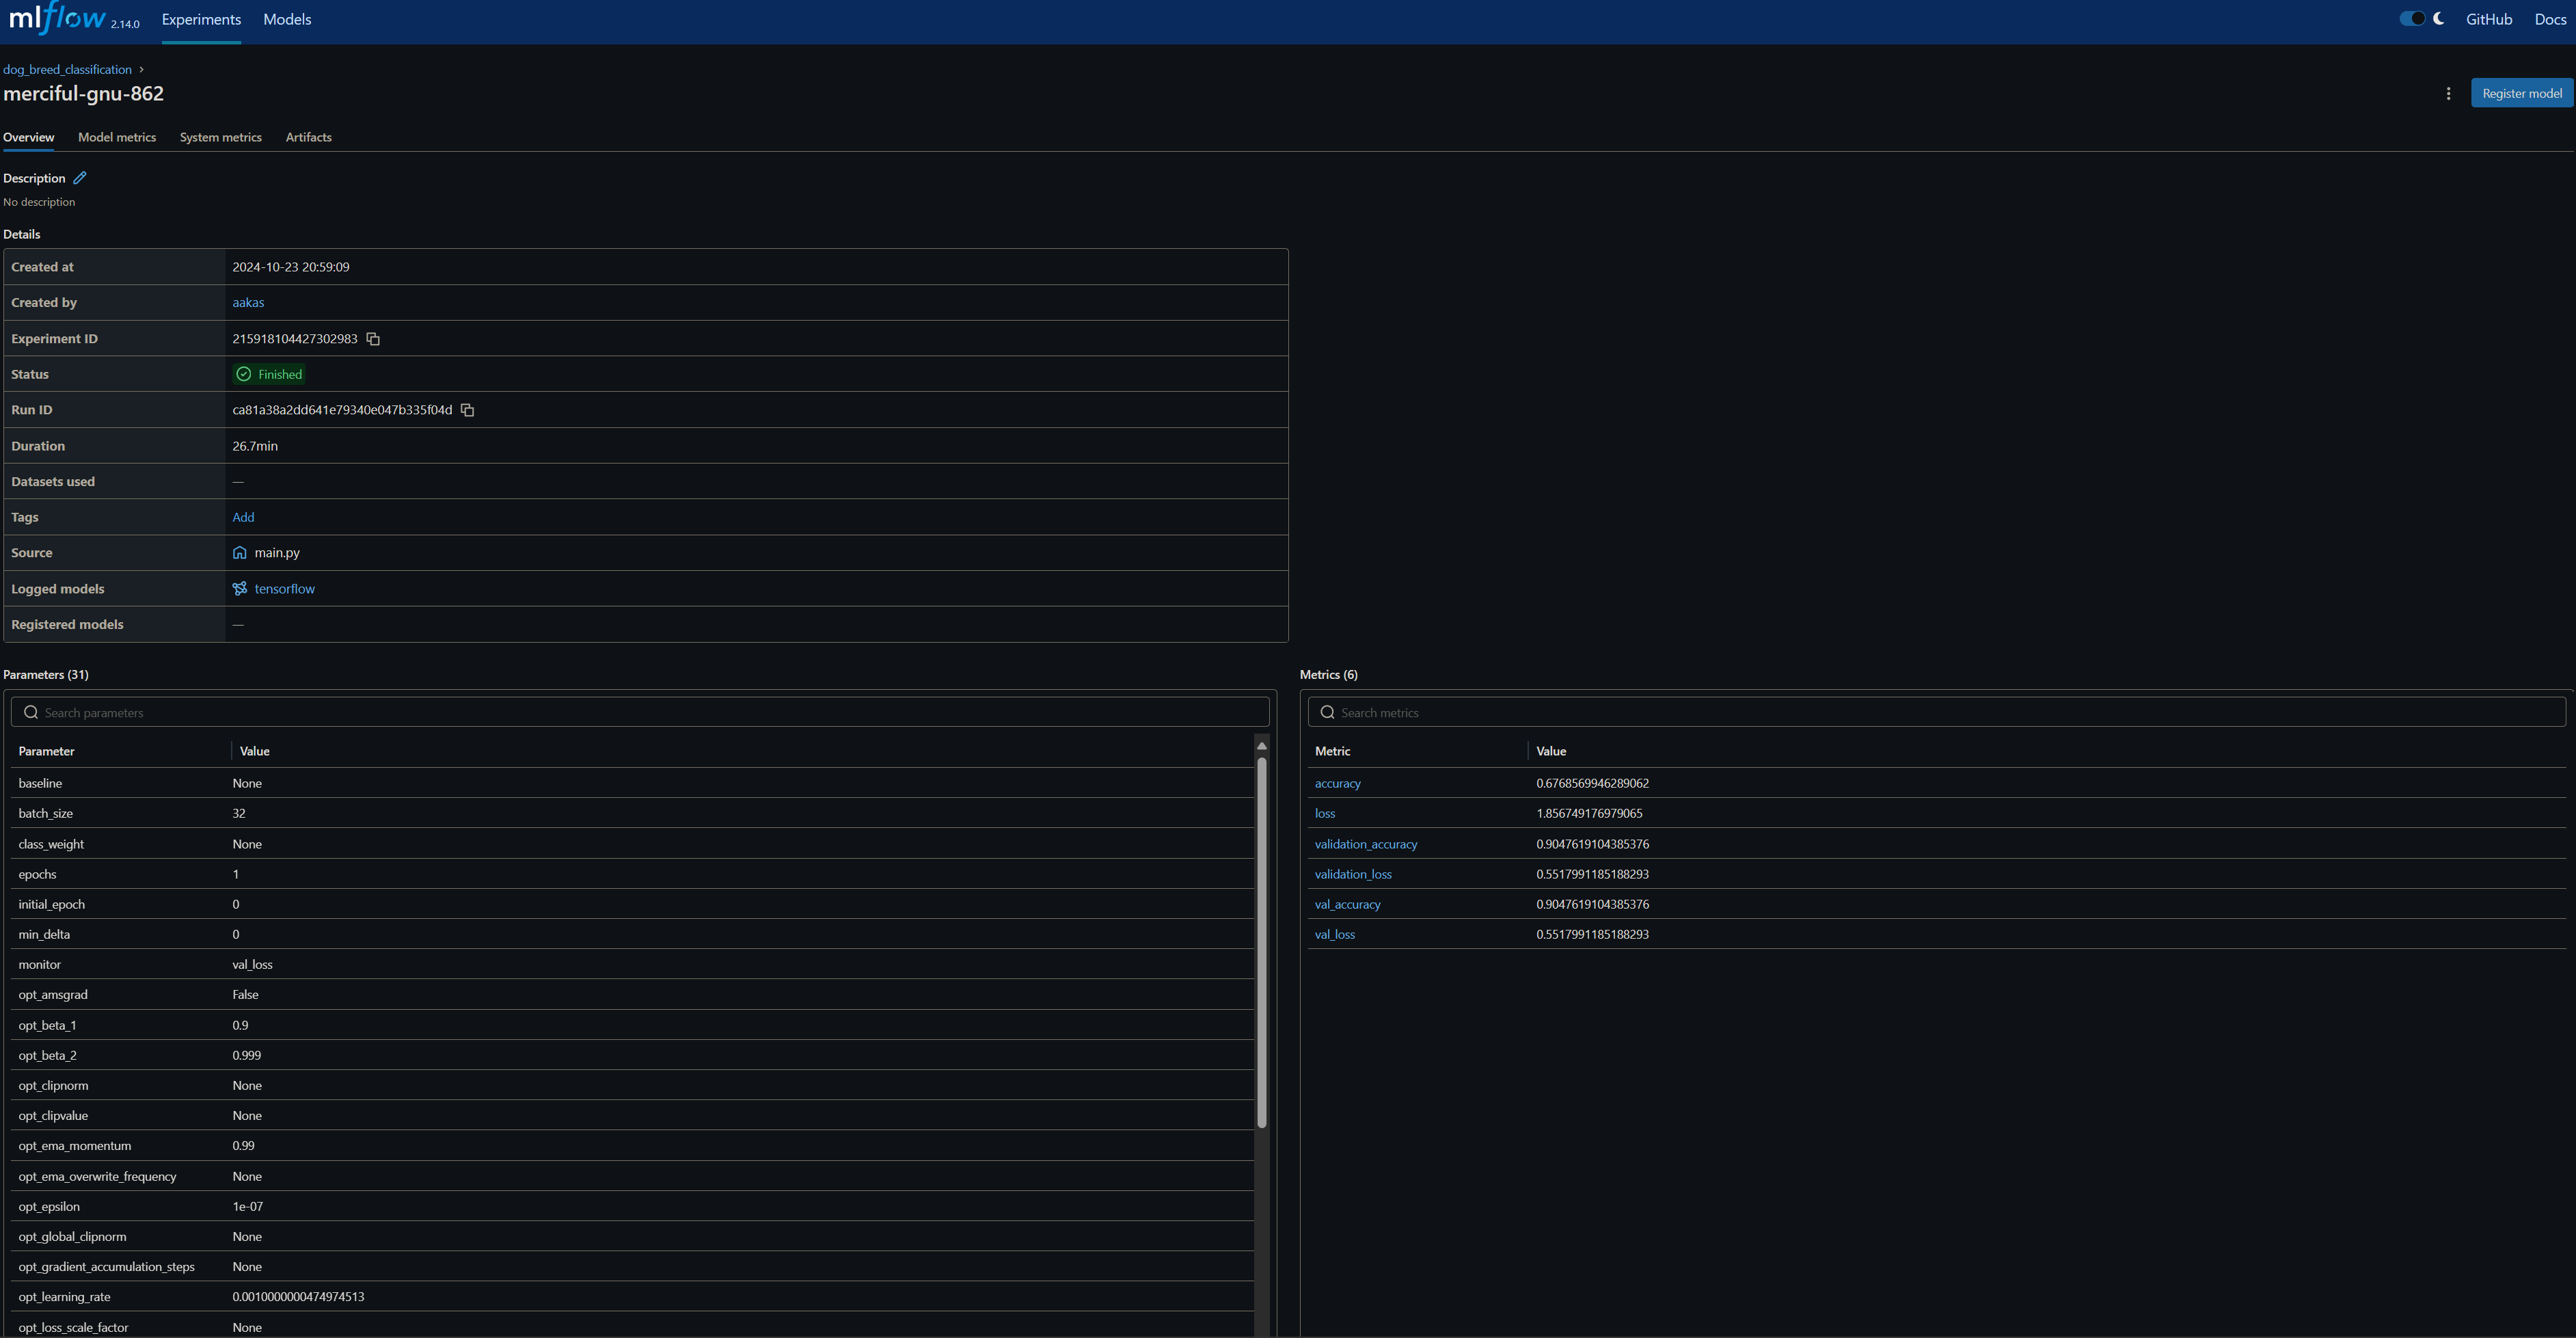 mlflow 2.14.0 Experiments Models GitHub Docs
dog_breed_classification ›
merciful-gnu-862
Register model
Overview Model metrics System metrics Artifacts
Description
No description
Details
Created at 2024-10-23 20:59:09
Created by aakas
Experiment ID 215918104427302983
Status Finished
Run ID ca81a38a2dd641e79340e047b335f04d
Duration 26.7min
Datasets used —
Tags Add
Source main.py
Logged models tensorflow
Registered models —
Parameters (31)
Search parameters
Parameter Value
baseline None
batch_size 32
class_weight None
epochs 1
initial_epoch 0
min_delta 0
monitor val_loss
opt_amsgrad False
opt_beta_1 0.9
opt_beta_2 0.999
opt_clipnorm None
opt_clipvalue None
opt_ema_momentum 0.99
opt_ema_overwrite_frequency None
opt_epsilon 1e-07
opt_global_clipnorm None
opt_gradient_accumulation_steps None
opt_learning_rate 0.0010000000474974513
opt_loss_scale_factor None
Metrics (6)
Search metrics
Metric Value
accuracy 0.6768569946289062
loss 1.856749176979065
validation_accuracy 0.9047619104385376
validation_loss 0.5517991185188293
val_accuracy 0.9047619104385376
val_loss 0.5517991185188293